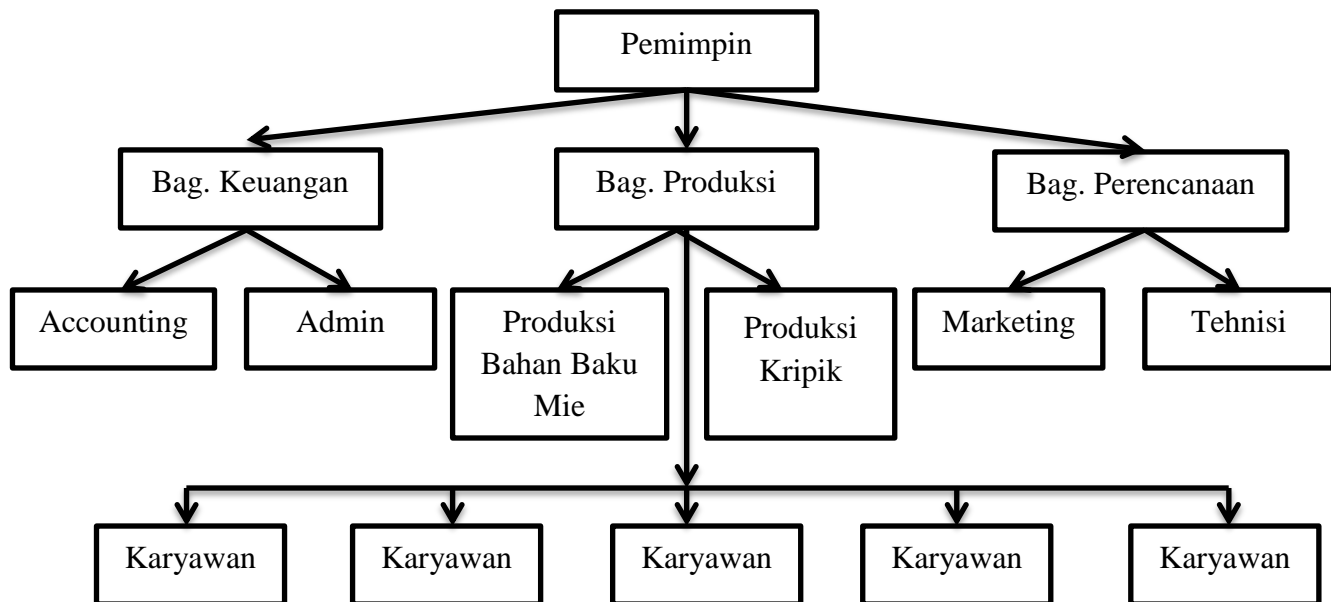 Pemimpin
Bag. Keuangan
Bag. Produksi
Bag. Perencanaan
Accounting
Admin
Produksi
Bahan Baku
Mie
Produksi
Kripik
Marketing
Tehnisi
Karyawan
Karyawan
Karyawan
Karyawan
Karyawan